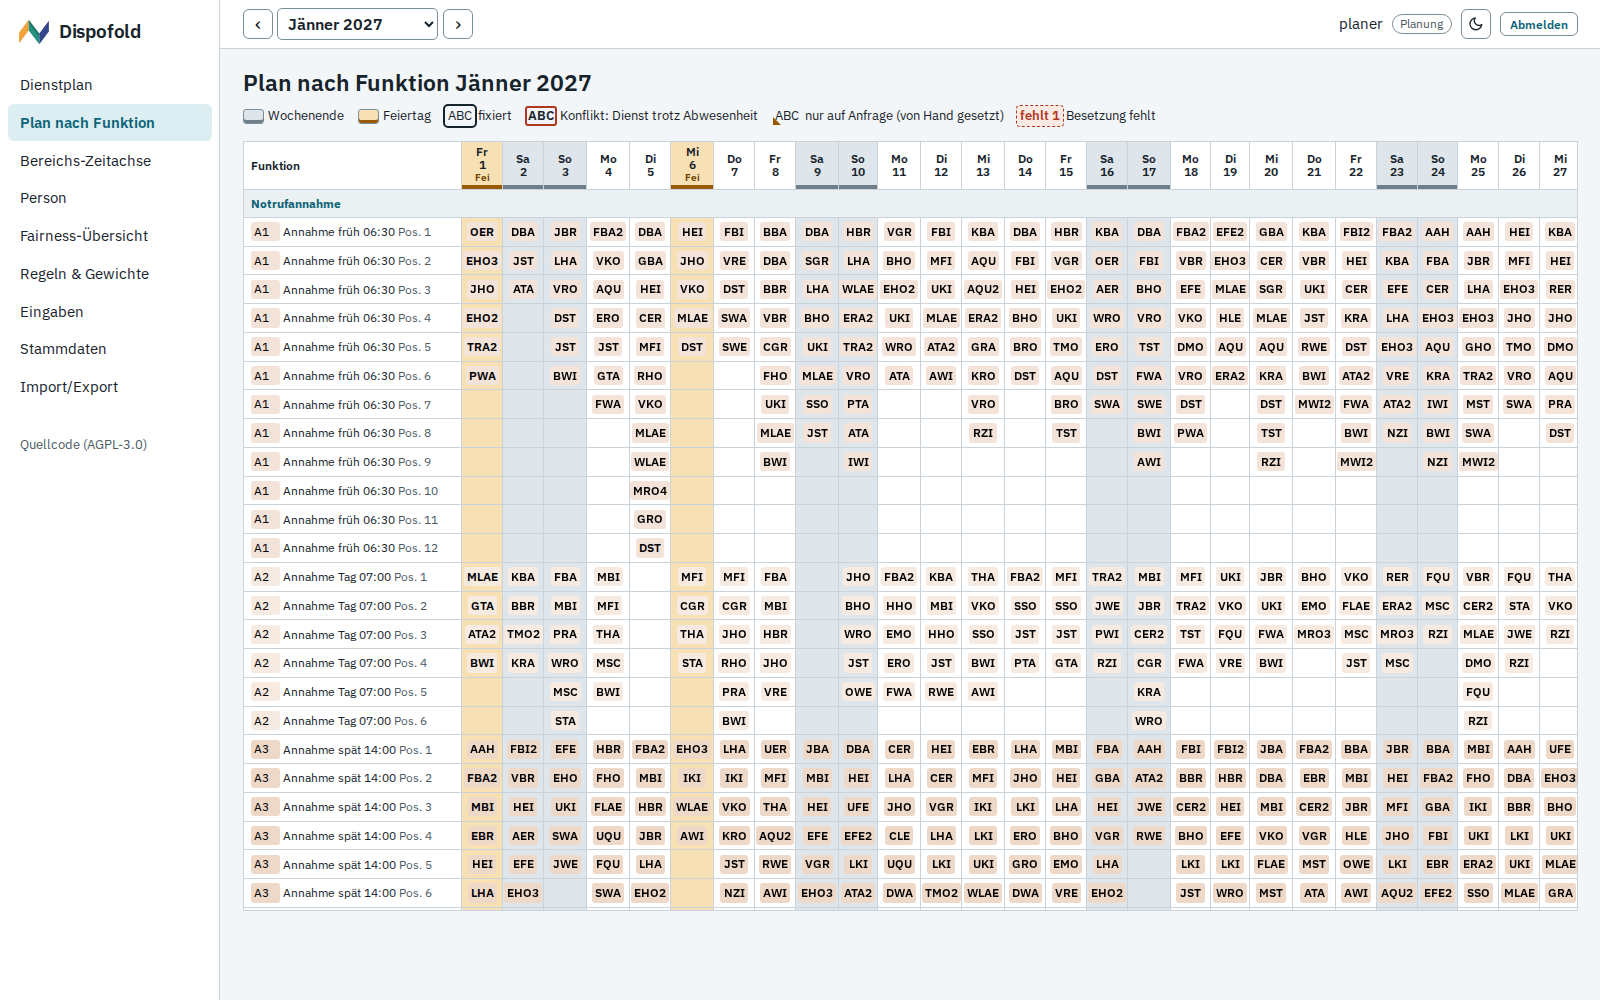 Dispofold
Dienstplan
Plan nach Funktion
Bereichs-Zeitachse
Person
Fairness-Übersicht
Regeln & Gewichte
Eingaben
Stammdaten
Import/Export
Quellcode (AGPL-3.0)
‹ Jänner 2027 › planer Planung Abmelden
Plan nach Funktion Jänner 2027
Wochenende Feiertag ABC fixiert ABC Konflikt: Dienst trotz Abwesenheit ABC nur auf Anfrage (von Hand gesetzt) fehlt 1 Besetzung fehlt
Funktion Fr 1 Fei Sa 2 So 3 Mo 4 Di 5 Mi 6 Fei Do 7 Fr 8 Sa 9 So 10 Mo 11 Di 12 Mi 13 Do 14 Fr 15 Sa 16 So 17 Mo 18 Di 19 Mi 20 Do 21 Fr 22 Sa 23 So 24 Mo 25 Di 26 Mi 27
Notrufannahme
A1 Annahme früh 06:30 Pos. 1 OER DBA JBR FBA2 DBA HEI FBI BBA DBA HBR VGR FBI KBA DBA HBR KBA DBA FBA2 EFE2 GBA KBA FBI2 FBA2 AAH AAH HEI KBA
A1 Annahme früh 06:30 Pos. 2 EHO3 JST LHA VKO GBA JHO VRE DBA SGR LHA BHO MFI AQU FBI VGR OER FBI VBR EHO3 CER VBR HEI KBA FBA JBR MFI HEI
A1 Annahme früh 06:30 Pos. 3 JHO ATA VRO AQU HEI VKO DST BBR LHA WLAE EHO2 UKI AQU2 HEI EHO2 AER BHO EFE MLAE SGR UKI CER EFE CER LHA EHO3 RER
A1 Annahme früh 06:30 Pos. 4 EHO2 DST ERO CER MLAE SWA VBR BHO ERA2 UKI MLAE ERA2 BHO UKI WRO VRO VKO HLE MLAE JST KRA LHA EHO3 EHO3 JHO JHO
A1 Annahme früh 06:30 Pos. 5 TRA2 JST JST MFI DST SWE CGR UKI TRA2 WRO ATA2 GRA BRO TMO ERO TST DMO AQU AQU RWE DST EHO3 AQU GHO TMO DMO
A1 Annahme früh 06:30 Pos. 6 PWA BWI GTA RHO FHO MLAE VRO ATA AWI KRO DST AQU DST FWA VRO ERA2 KRA BWI ATA2 VRE KRA TRA2 VRO AQU
A1 Annahme früh 06:30 Pos. 7 FWA VKO UKI SSO PTA VRO BRO SWA SWE DST DST MWI2 FWA ATA2 IWI MST SWA PRA
A1 Annahme früh 06:30 Pos. 8 MLAE MLAE JST ATA RZI TST BWI PWA TST BWI NZI BWI SWA DST
A1 Annahme früh 06:30 Pos. 9 WLAE BWI IWI AWI RZI MWI2 NZI MWI2
A1 Annahme früh 06:30 Pos. 10 MRO4
A1 Annahme früh 06:30 Pos. 11 GRO
A1 Annahme früh 06:30 Pos. 12 DST
A2 Annahme Tag 07:00 Pos. 1 MLAE KBA FBA MBI MFI MFI FBA JHO FBA2 KBA THA FBA2 MFI TRA2 MBI MFI UKI JBR BHO VKO RER FQU VBR FQU THA
A2 Annahme Tag 07:00 Pos. 2 GTA BBR MBI MFI CGR CGR MBI BHO HHO MBI VKO SSO SSO JWE JBR TRA2 VKO UKI EMO FLAE ERA2 MSC CER2 STA VKO
A2 Annahme Tag 07:00 Pos. 3 ATA2 TMO2 PRA THA THA JHO HBR WRO EMO HHO SSO JST JST PWI CER2 TST FQU FWA MRO3 MSC MRO3 RZI MLAE JWE RZI
A2 Annahme Tag 07:00 Pos. 4 BWI KRA WRO MSC STA RHO JHO JST ERO JST BWI PTA GTA RZI CGR FWA VRE BWI JST MSC DMO RZI
A2 Annahme Tag 07:00 Pos. 5 MSC BWI PRA VRE OWE FWA RWE AWI KRA FQU
A2 Annahme Tag 07:00 Pos. 6 STA BWI WRO RZI
A3 Annahme spät 14:00 Pos. 1 AAH FBI2 EFE HBR FBA2 EHO3 LHA UER JBA DBA CER HEI EBR LHA MBI FBA AAH FBI FBI2 JBA FBA2 BBA JBR BBA MBI AAH UFE
A3 Annahme spät 14:00 Pos. 2 FBA2 VBR EHO FHO MBI IKI IKI MFI MBI HEI LHA CER MFI JHO HEI GBA ATA2 BBR HBR DBA EBR MBI HEI FBA2 FHO DBA EHO3
A3 Annahme spät 14:00 Pos. 3 MBI HEI UKI FLAE HBR WLAE VKO THA HEI UFE JHO VGR IKI LKI LHA HEI JWE CER2 HEI MBI CER2 JBR MFI GBA IKI BBR BHO
A3 Annahme spät 14:00 Pos. 4 EBR AER SWA UQU JBR AWI KRO AQU2 EFE EFE2 CLE LHA LKI ERO BHO VGR RWE BHO EFE VKO VGR HLE JHO FBI UKI LKI UKI
A3 Annahme spät 14:00 Pos. 5 HEI EFE JWE FQU LHA JST RWE VGR LKI UQU LKI UKI GRO EMO LHA LKI LKI FLAE MST OWE LKI EBR ERA2 UKI MLAE
A3 Annahme spät 14:00 Pos. 6 LHA EHO3 SWA EHO2 NZI AWI EHO3 ATA2 DWA TMO2 WLAE DWA VRE EHO2 JST WRO MST ATA AWI AQU2 EFE2 SSO MLAE GRA